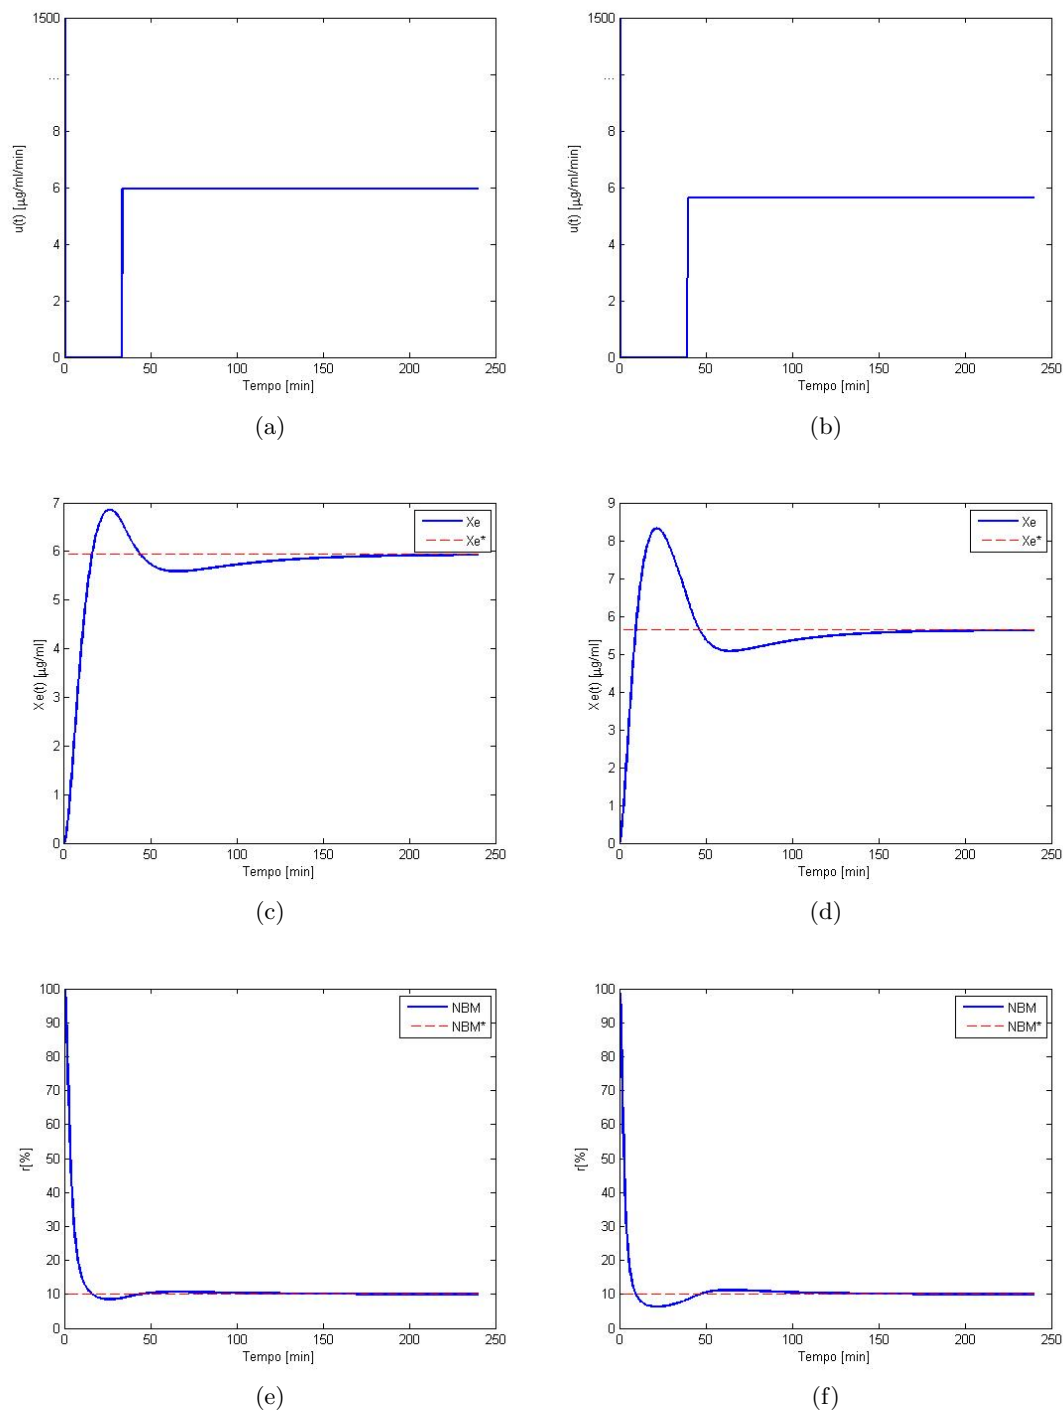 1500
...
8
6
4
2
0
u(t) [µg/ml/min]
0 50 100 150 200 250
Tempo [min]
(a)
1500
...
8
6
4
2
0
u(t) [µg/ml/min]
0 50 100 150 200 250
Tempo [min]
(b)
7
6
5
4
3
2
1
0
Xe(t) [µg/ml]
Xe
Xe*
0 50 100 150 200 250
Tempo [min]
(c)
9
8
7
6
5
4
3
2
1
0
Xe(t) [µg/ml]
Xe
Xe*
0 50 100 150 200 250
Tempo [min]
(d)
100
90
80
70
60
50
40
30
20
10
0
r[%]
NBM
NBM*
0 50 100 150 200 250
Tempo [min]
(e)
100
90
80
70
60
50
40
30
20
10
0
r[%]
NBM
NBM*
0 50 100 150 200 250
Tempo [min]
(f)